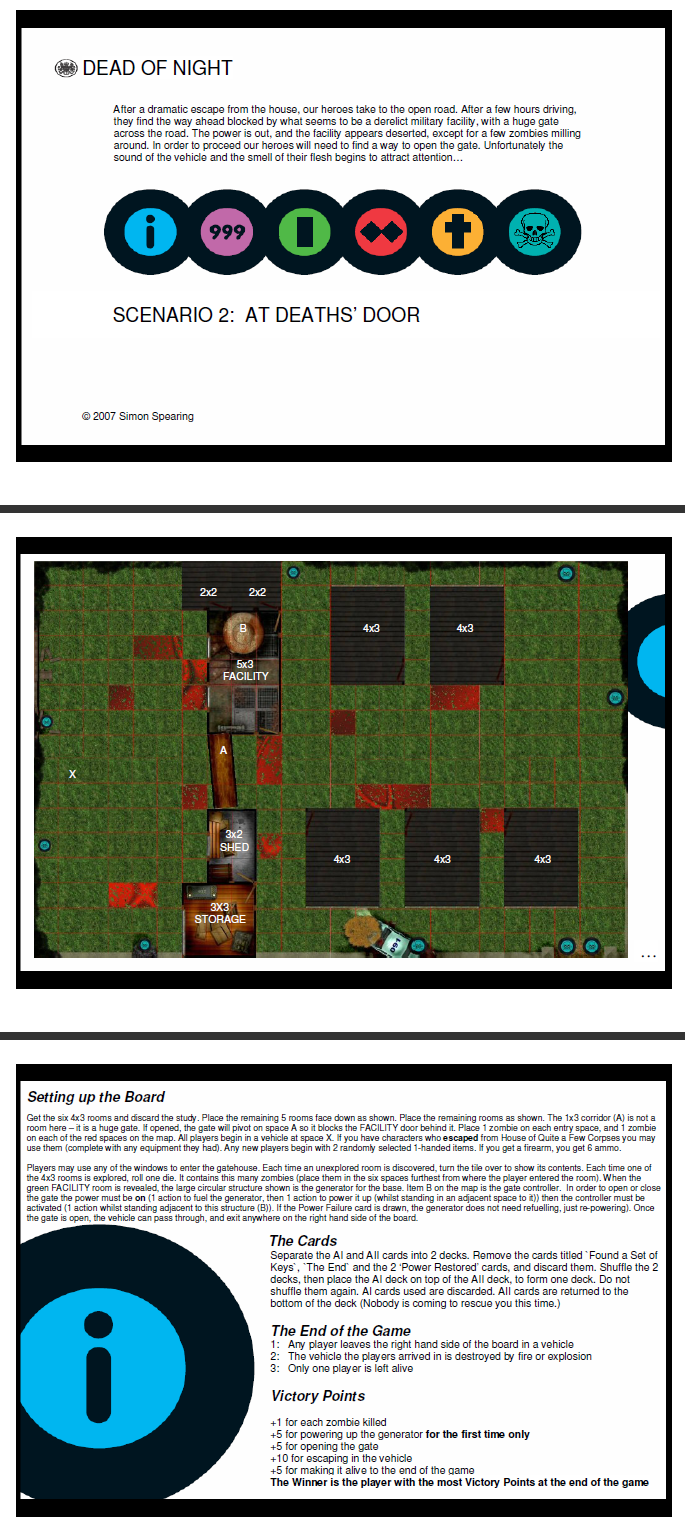 DEAD OF NIGHT
After a dramatic escape from the house, our heroes take to the open road. After a few hours driving,
they find the way ahead blocked by what seems to be a derelict military facility, with a huge gate
across the road. The power is out, and the facility appears deserted, except for a few zombies milling
around. In order to proceed our heroes will need to find a way to open the gate. Unfortunately the
sound of the vehicle and the smell of their flesh begins to attract attention…
i 999
SCENARIO 2: AT DEATHS' DOOR
© 2007 Simon Spearing
2x2 2x2
B
4x3 4x3
5x3
FACILITY
A
X
3x2
SHED
4x3 4x3 4x3
3X3
STORAGE
D91
...
Setting up the Board
Get the six 4x3 rooms and discard the study. Place the remaining 5 rooms face down as shown. Place the remaining rooms as shown. The 1x3 corridor (A) is not a
room here – it is a huge gate. If opened, the gate will pivot on space A so it blocks the FACILITY door behind it. Place 1 zombie on each entry space, and 1 zombie
on each of the red spaces on the map. All players begin in a vehicle at space X. If you have characters who escaped from House of Quite a Few Corpses you may
use them (complete with any equipment they had). Any new players begin with 2 randomly selected 1-handed items. If you get a firearm, you get 6 ammo.
Players may use any of the windows to enter the gatehouse. Each time an unexplored room is discovered, turn the tile over to show its contents. Each time one of
the 4x3 rooms is explored, roll one die. It contains this many zombies (place them in the six spaces furthest from where the player entered the room). When the
green FACILITY room is revealed, the large circular structure shown is the generator for the base. Item B on the map is the gate controller. In order to open or close
the gate the power must be on (1 action to fuel the generator, then 1 action to power it up (whilst standing in an adjacent space to it)) then the controller must be
activated (1 action whilst standing adjacent to this structure (B)). If the Power Failure card is drawn, the generator does not need refuelling, just re-powering). Once
the gate is open, the vehicle can pass through, and exit anywhere on the right hand side of the board.
The Cards
Separate the AI and AII cards into 2 decks. Remove the cards titled `Found a Set of
Keys`, `The End` and the 2 ‘Power Restored’ cards, and discard them. Shuffle the 2
decks, then place the AI deck on top of the AII deck, to form one deck. Do not
shuffle them again. AI cards used are discarded. AII cards are returned to the
bottom of the deck (Nobody is coming to rescue you this time.)
The End of the Game
1: Any player leaves the right hand side of the board in a vehicle
2: The vehicle the players arrived in is destroyed by fire or explosion
3: Only one player is left alive
Victory Points
+1 for each zombie killed
+5 for powering up the generator for the first time only
+5 for opening the gate
+10 for escaping in the vehicle
+5 for making it alive to the end of the game
The Winner is the player with the most Victory Points at the end of the game
i